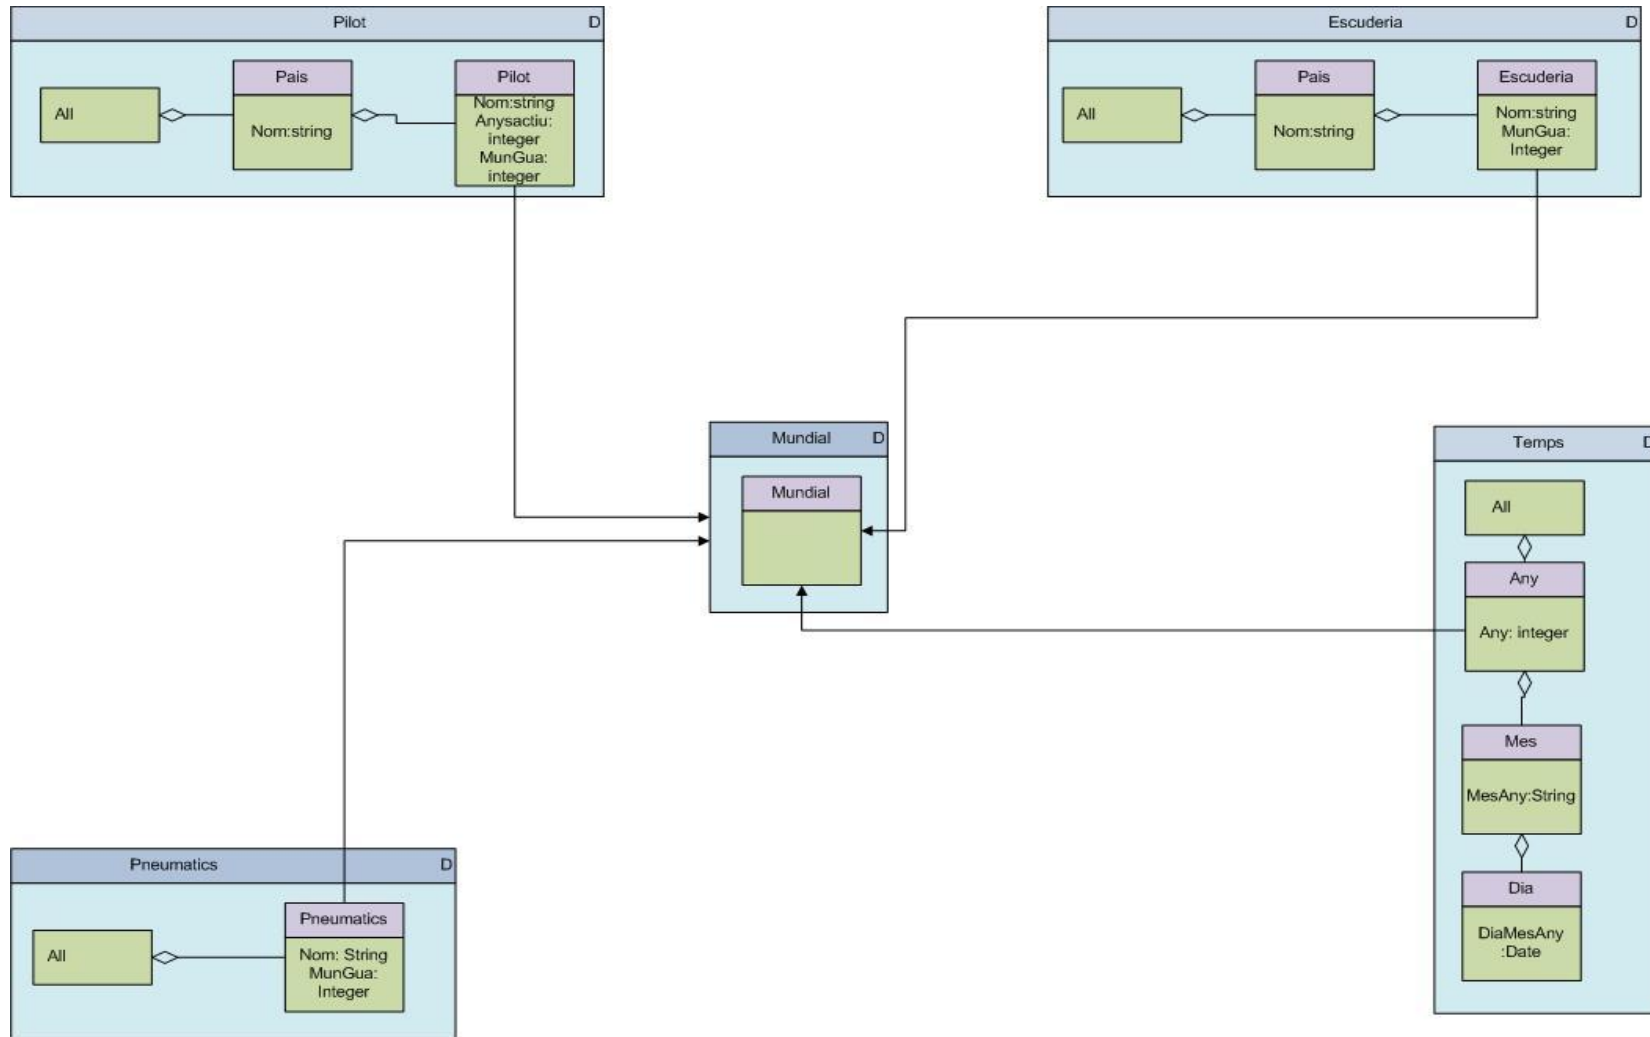 Pilot D
All
Pais
Nom:string
Pilot
Nom:string
Anysactiu:
integer
MunGua:
integer
Escuderia D
All
Pais
Nom:string
Escuderia
Nom:string
MunGua:
Integer
Mundial D
Mundial
Temps D
All
Any
Any: integer
Mes
MesAny:String
Dia
DiaMesAny
:Date
Pneumatics D
All
Pneumatics
Nom: String
MunGua:
Integer